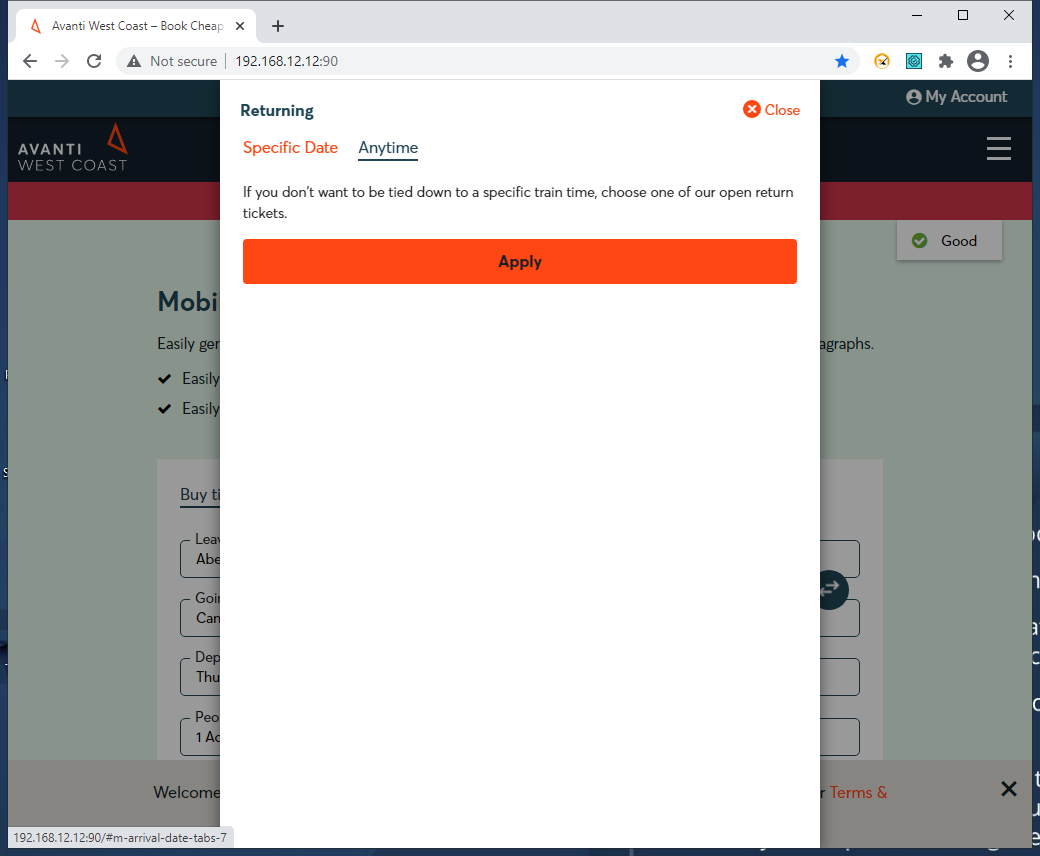 Avanti West Coast – Book Cheap
Not secure
192.168.12.12:90
My Account
AVANTI
WEST COAST
Returning
Close
Specific Date
Anytime
If you don't want to be tied down to a specific train time, choose one of our open return
tickets.
Apply
Good
Mobi
Easily ger
agraphs.
Easily
Easily
Buy ti
Leav
Abe
Goin
Can
Dep
Thu
Peo
1 Ad
Welcome
r Terms &
192.168.12.12:90/#m-arrival-date-tabs-7